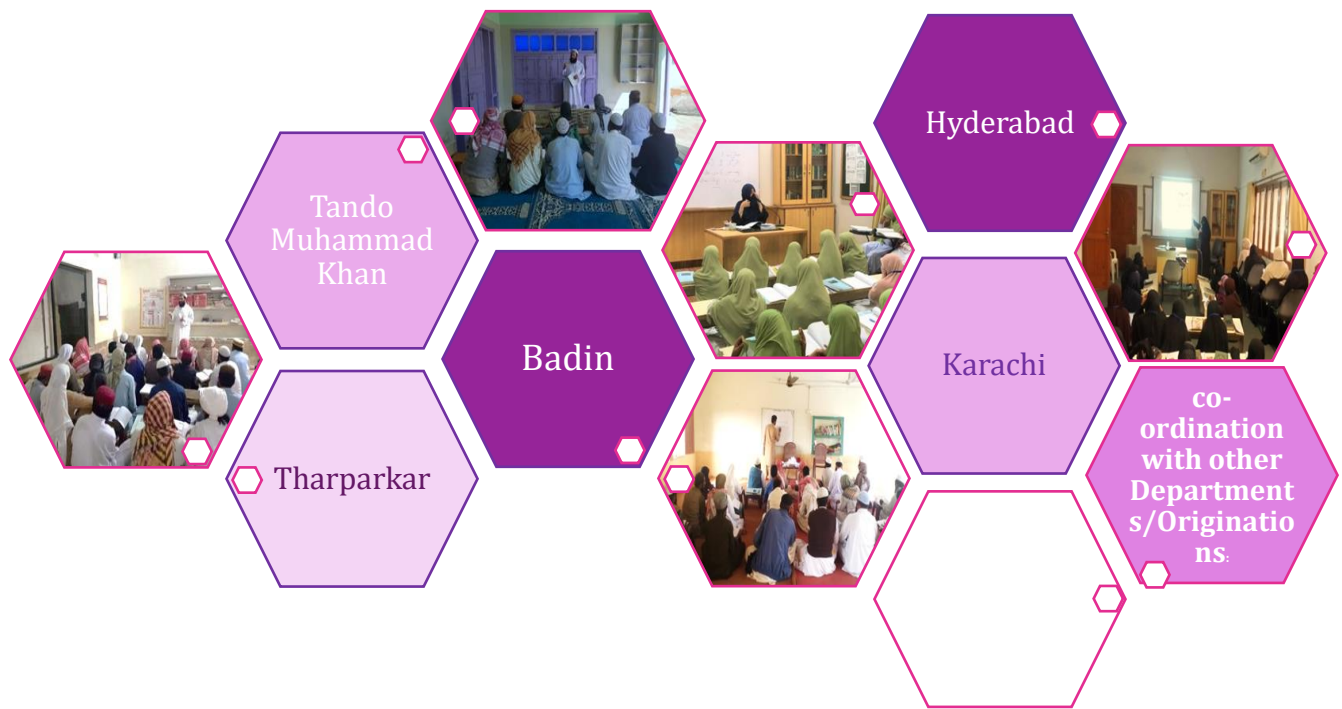 Tando
Muhammad
Khan
Tharparkar
Badin
Hyderabad
Karachi
co-
ordination
with other
Department
s/Originatio
ns: